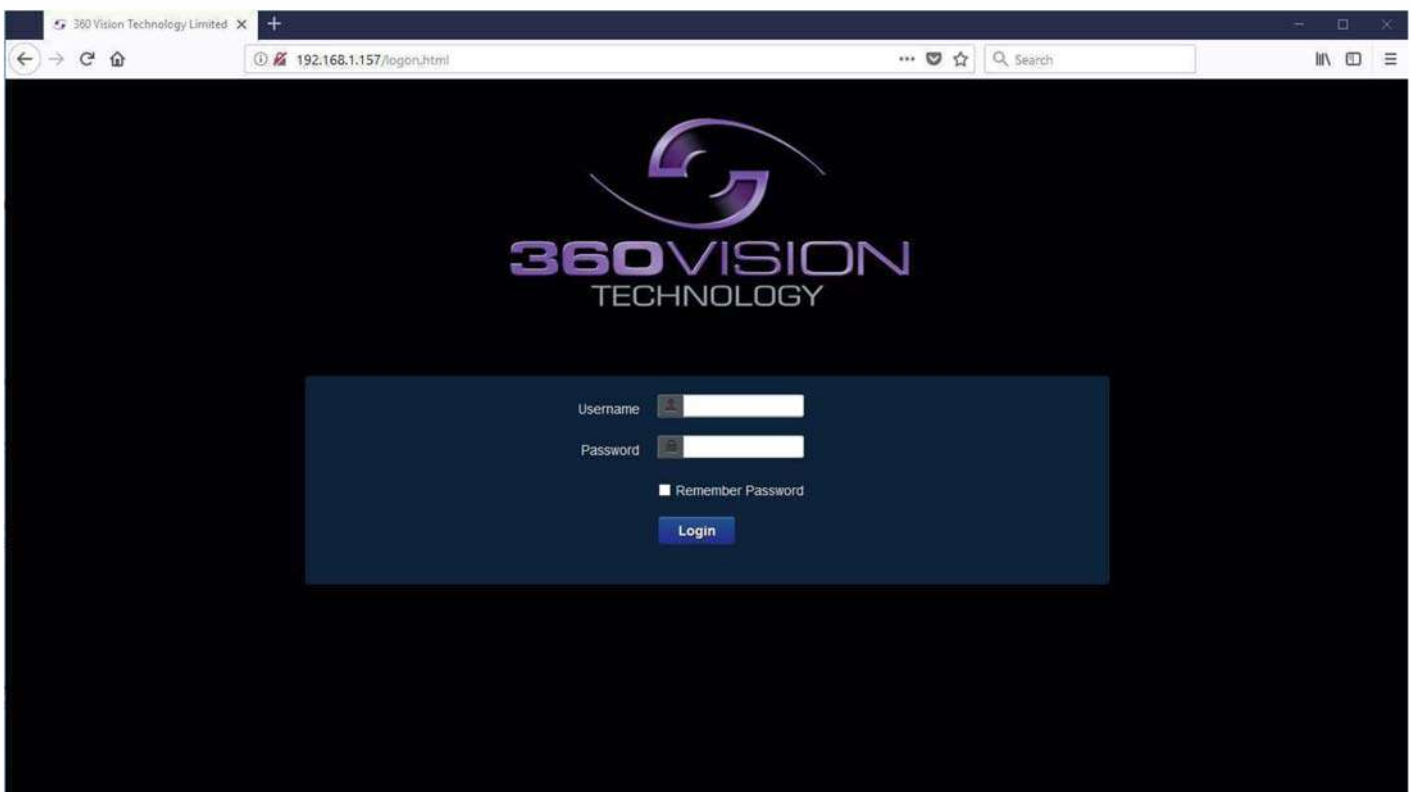 360 Vision Technology Limited
192.168.1.157/logon.html
Search
360VISION
TECHNOLOGY
Username
Password
Remember Password
Login